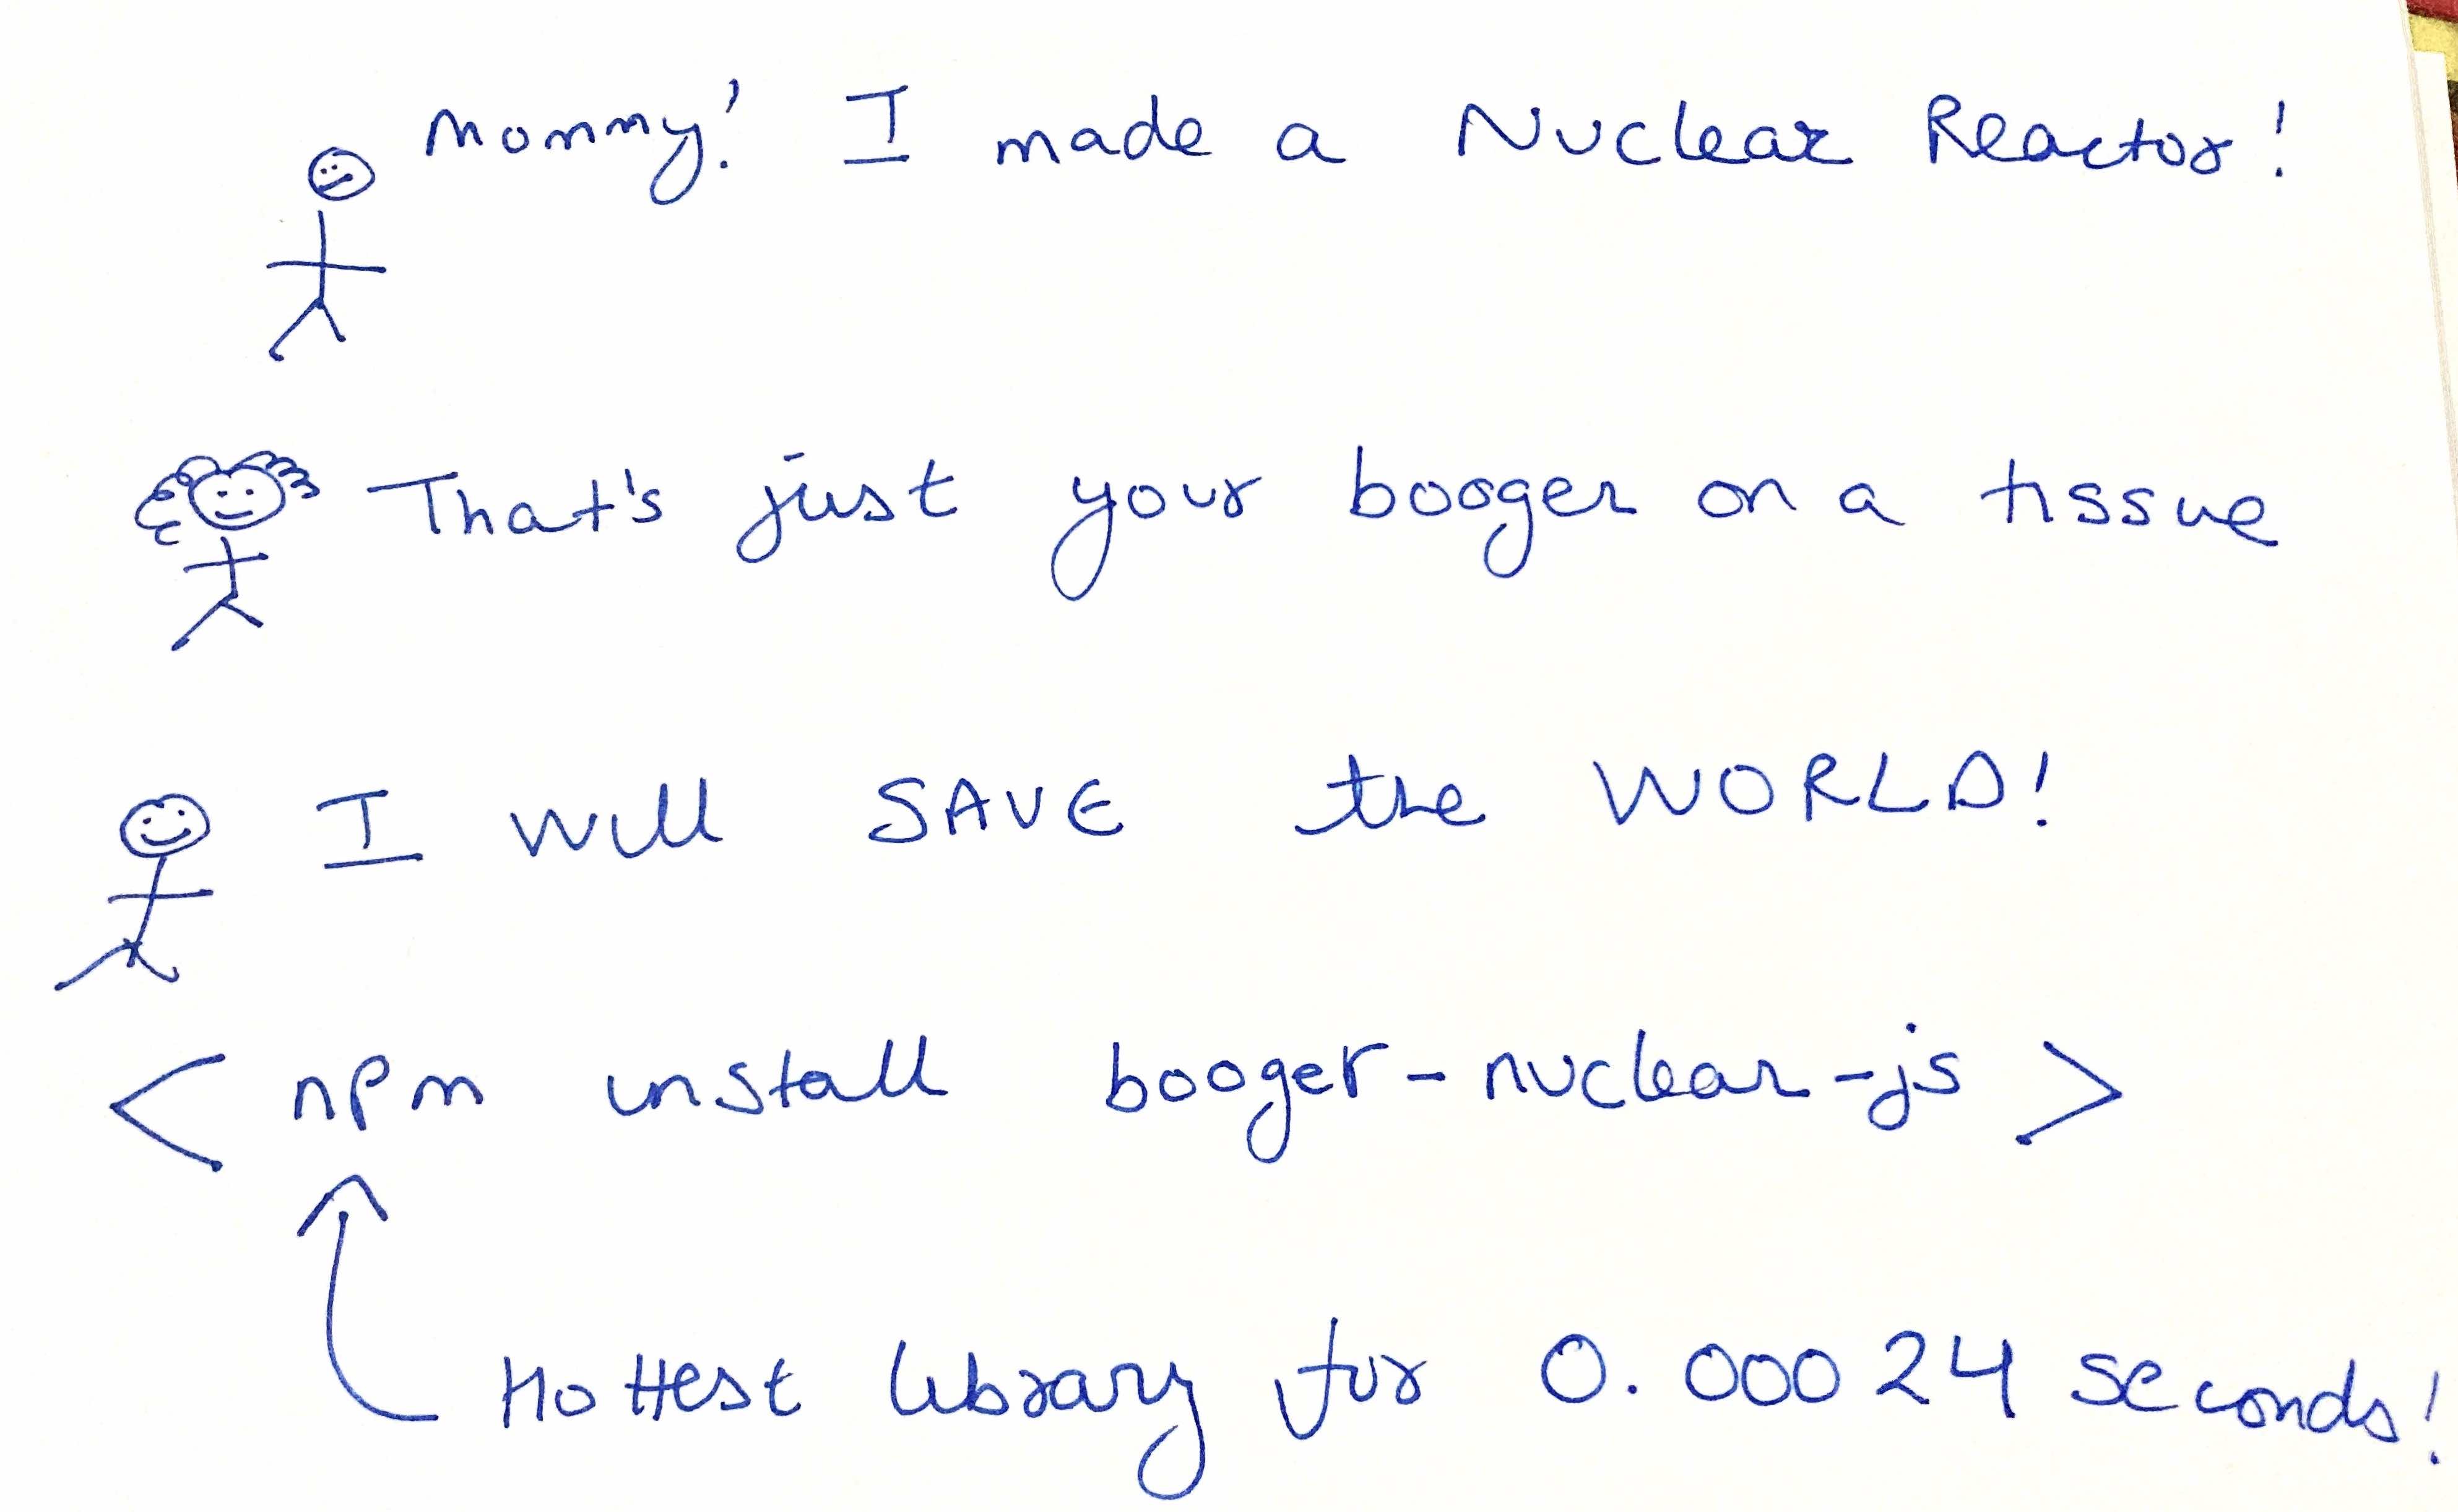 Mommy! I made a Nuclear Reactor!
That's just your booger on a tissue
I will SAVE the WORLD!
< npm install booger-nuclear-js >
Hottest library for 0.00024 seconds!